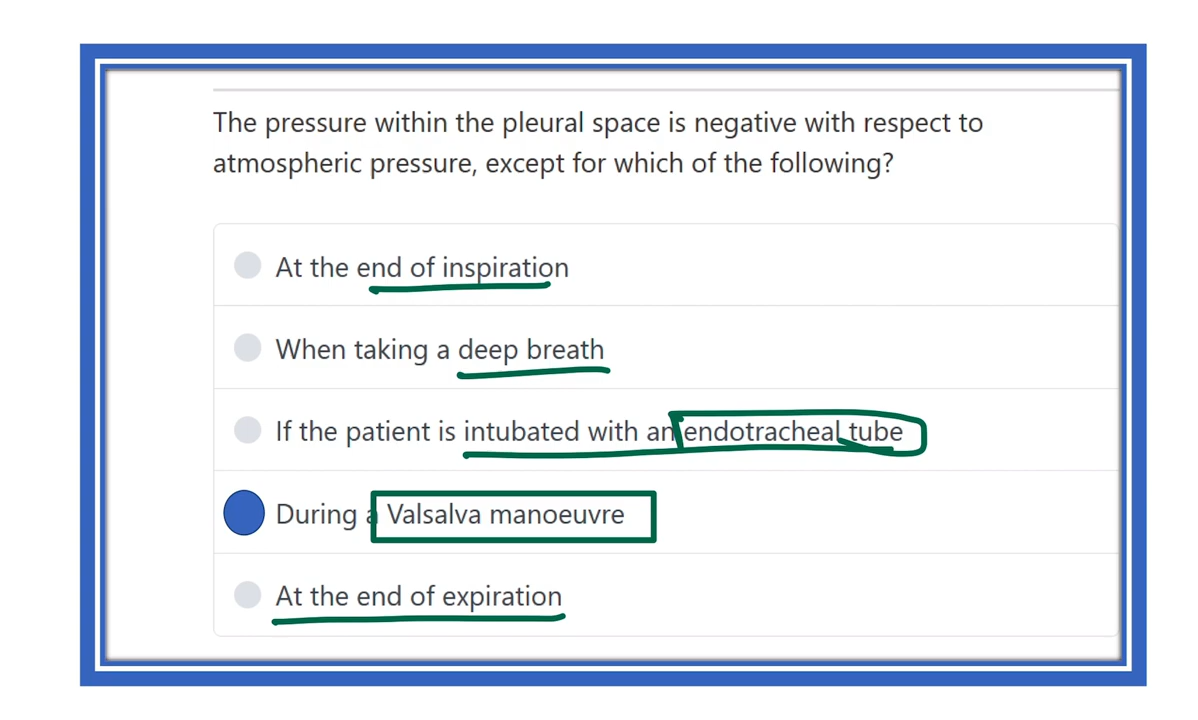 The pressure within the pleural space is negative with respect to
atmospheric pressure, except for which of the following?
At the end of inspiration
When taking a deep breath
If the patient is intubated with an endotracheal tube
During a Valsalva manoeuvre
At the end of expiration